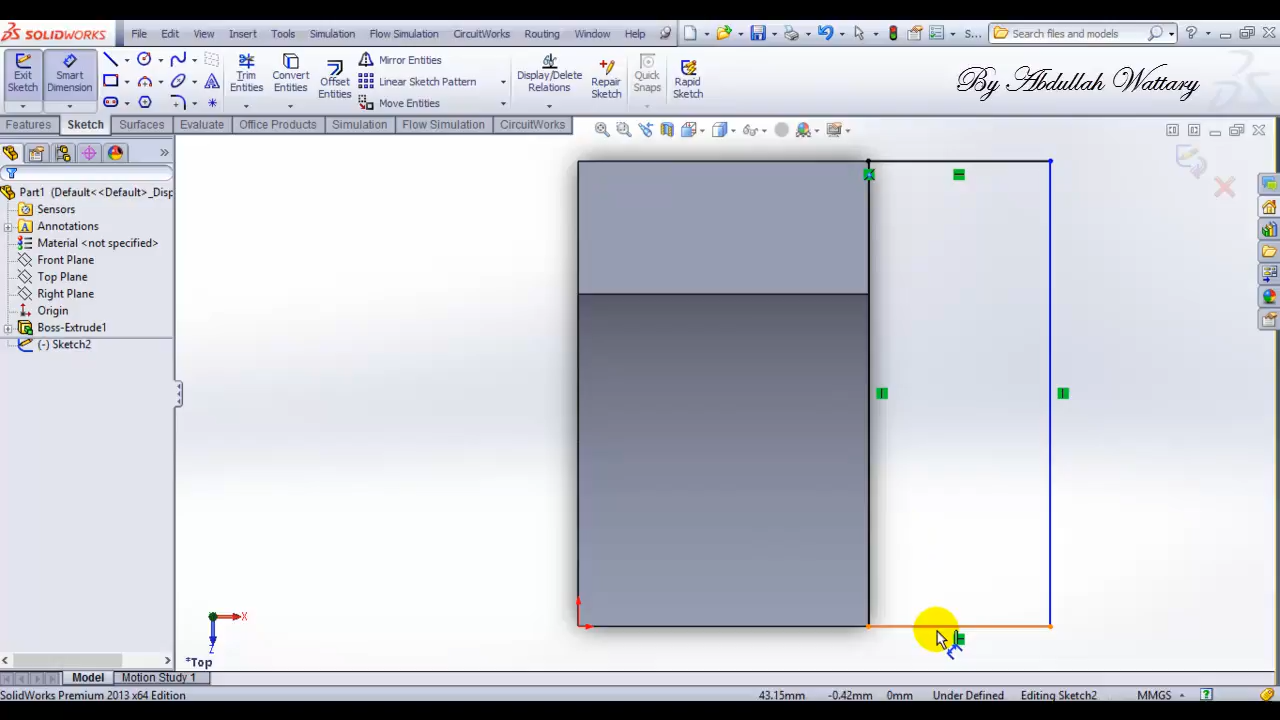 SOLIDWORKS File Edit View Insert Tools Simulation Flow Simulation CircuitWorks Routing Window Help S... Search files and models
Exit Sketch
Smart Dimension
Trim Entities
Convert Entities
Offset Entities
Mirror Entities
Linear Sketch Pattern
Move Entities
Display/Delete Relations
Repair Sketch
Quick Snaps
Rapid Sketch
By Abdullah Wattary
Features Sketch Surfaces Evaluate Office Products Simulation Flow Simulation CircuitWorks
Part1 (Default<<Default>_Disp
Sensors
Annotations
Material <not specified>
Front Plane
Top Plane
Right Plane
Origin
Boss-Extrude1
(-) Sketch2
X
Z
*Top
Model Motion Study 1
SolidWorks Premium 2013 x64 Edition 43.15mm -0.42mm 0mm Under Defined Editing Sketch2 MMGS